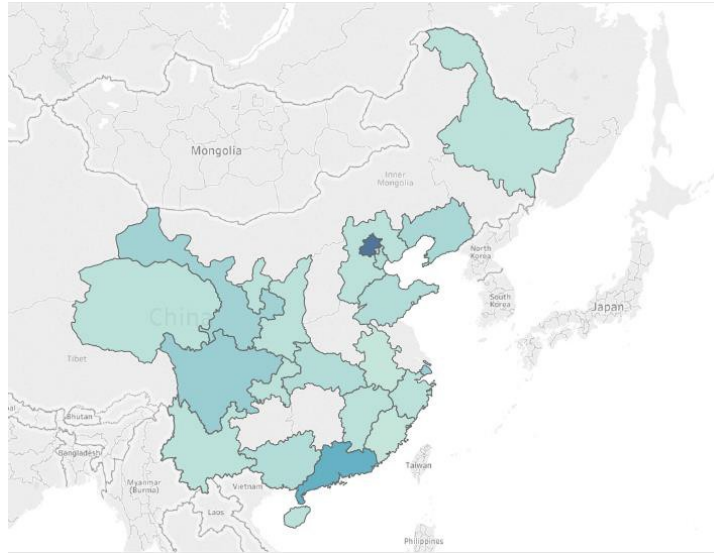 Mongolia
Inner
Mongolia
North
Korea
South
Korea
Japan
China
Tibet
Bhutan
Bangladesh
Myanmar
(Burma)
Vietnam
Laos
Taiwan
Philippines